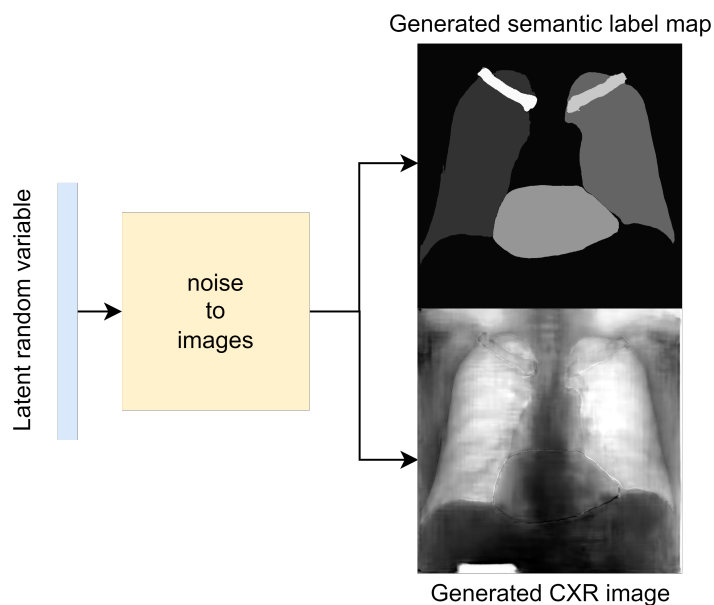 Generated semantic label map
Latent random variable
noise
to
images
Generated CXR image